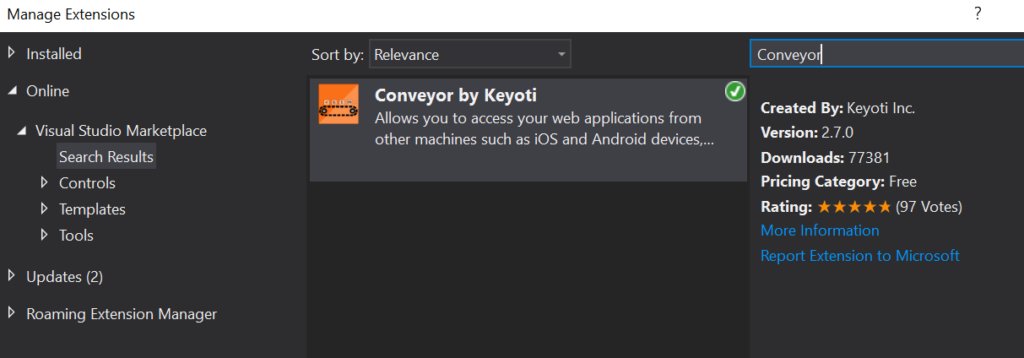 Manage Extensions
?
Installed
Online
Visual Studio Marketplace
Search Results
Controls
Templates
Tools
Updates (2)
Roaming Extension Manager
Sort by: Relevance
Conveyor by Keyoti
Allows you to access your web applications from
other machines such as iOS and Android devices,...
Conveyor
Created By: Keyoti Inc.
Version: 2.7.0
Downloads: 77381
Pricing Category: Free
Rating: ★★★★★ (97 Votes)
More Information
Report Extension to Microsoft